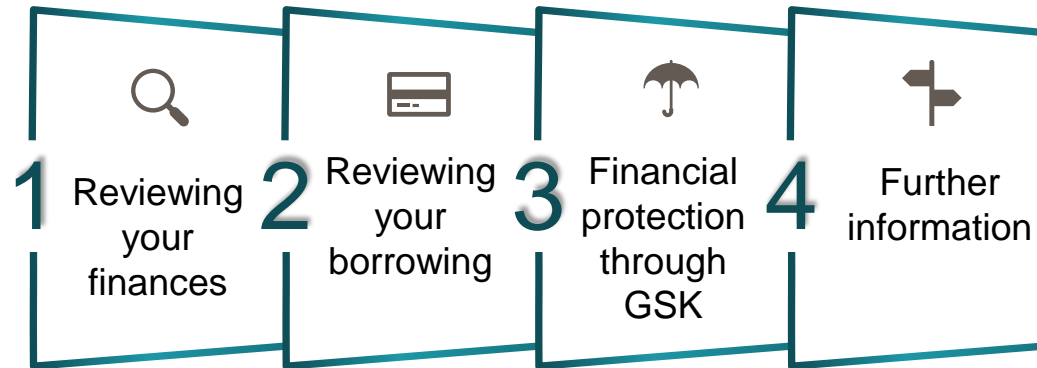 1
Reviewing
your
finances
2
Reviewing
your
borrowing
3
Financial
protection
through
GSK
4
Further
information